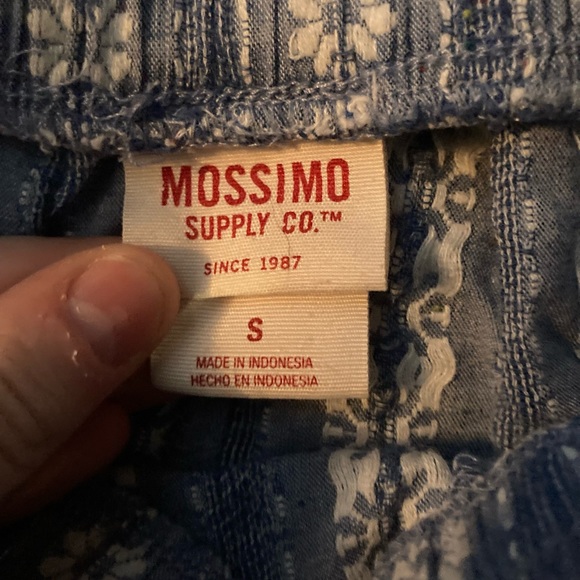 MOSSIMO
SUPPLY CO.™
SINCE 1987
S
MADE IN INDONESIA
HECHO EN INDONESIA